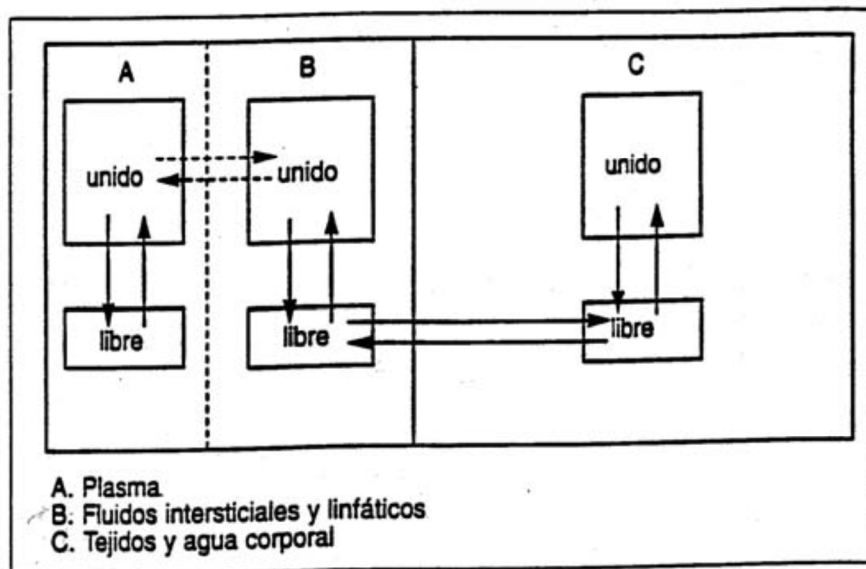 A B C
unido unido unido
libre libre libre
A. Plasma
B: Fluidos intersticiales y linfáticos
C. Tejidos y agua corporal